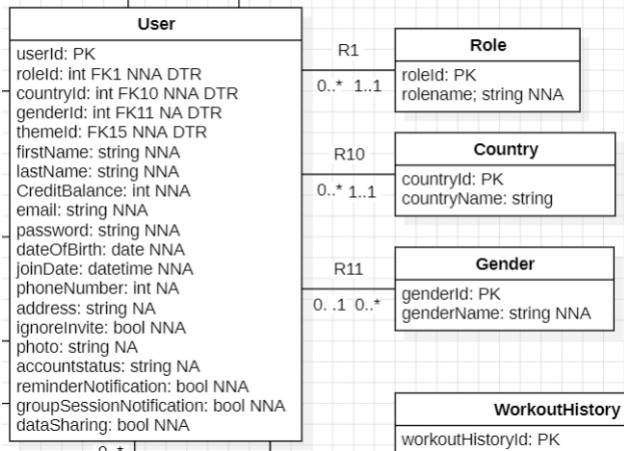 User
userId: PK
roleId: int FK1 NNA DTR
countryId: int FK10 NNA DTR
genderId: int FK11 NA DTR
themeId: FK15 NNA DTR
firstName: string NNA
lastName: string NNA
CreditBalance: int NNA
email: string NNA
password: string NNA
dateOfBirth: date NNA
joinDate: datetime NNA
phoneNumber: int NA
address: string NA
ignoreInvite: bool NNA
photo: string NA
accountstatus: string NA
reminderNotification: bool NNA
groupSessionNotification: bool NNA
dataSharing: bool NNA
0..*
R1
0..* 1..1
Role
roleId: PK
rolename; string NNA
R10
0..* 1..1
Country
countryId: PK
countryName: string
R11
0. .1 0..*
Gender
genderId: PK
genderName: string NNA
WorkoutHistory
workoutHistoryId: PK